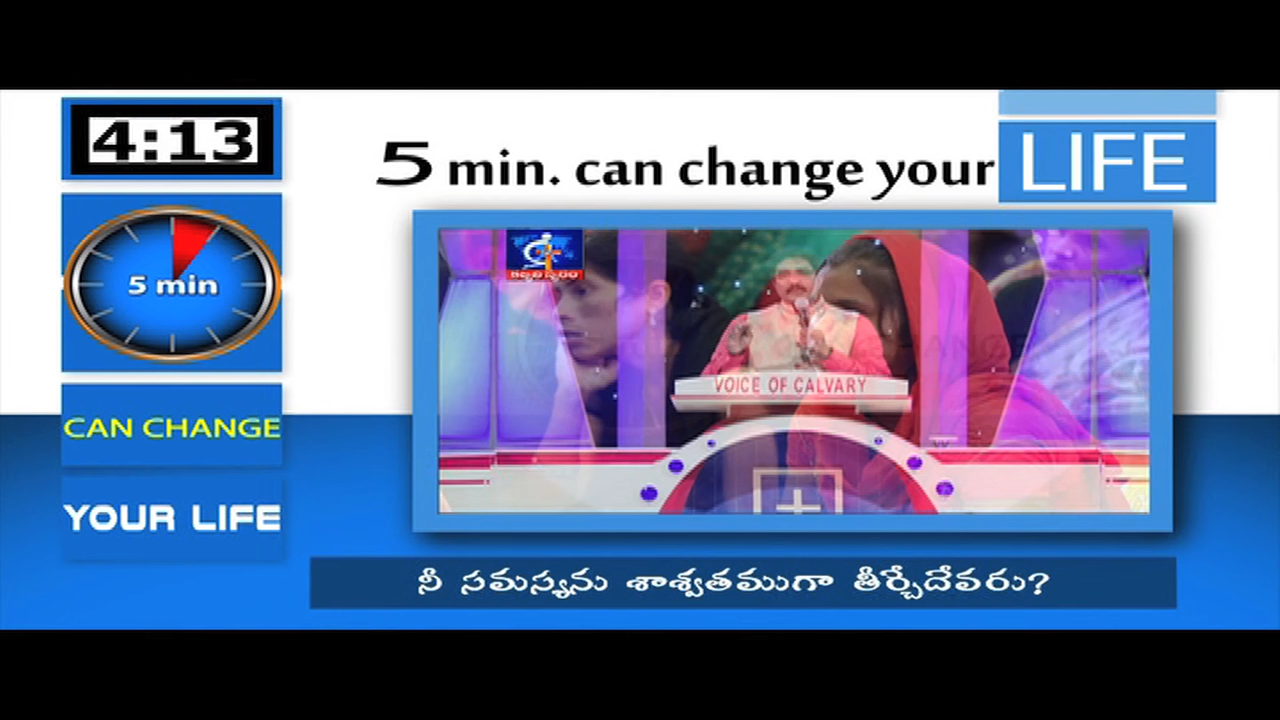 4:13
5 min. can change your LIFE
5 min
CAN CHANGE
YOUR LIFE
VOICE OF CALVARY
నీ సమస్యను శాశ్వతముగా తీర్చేదేవరు?